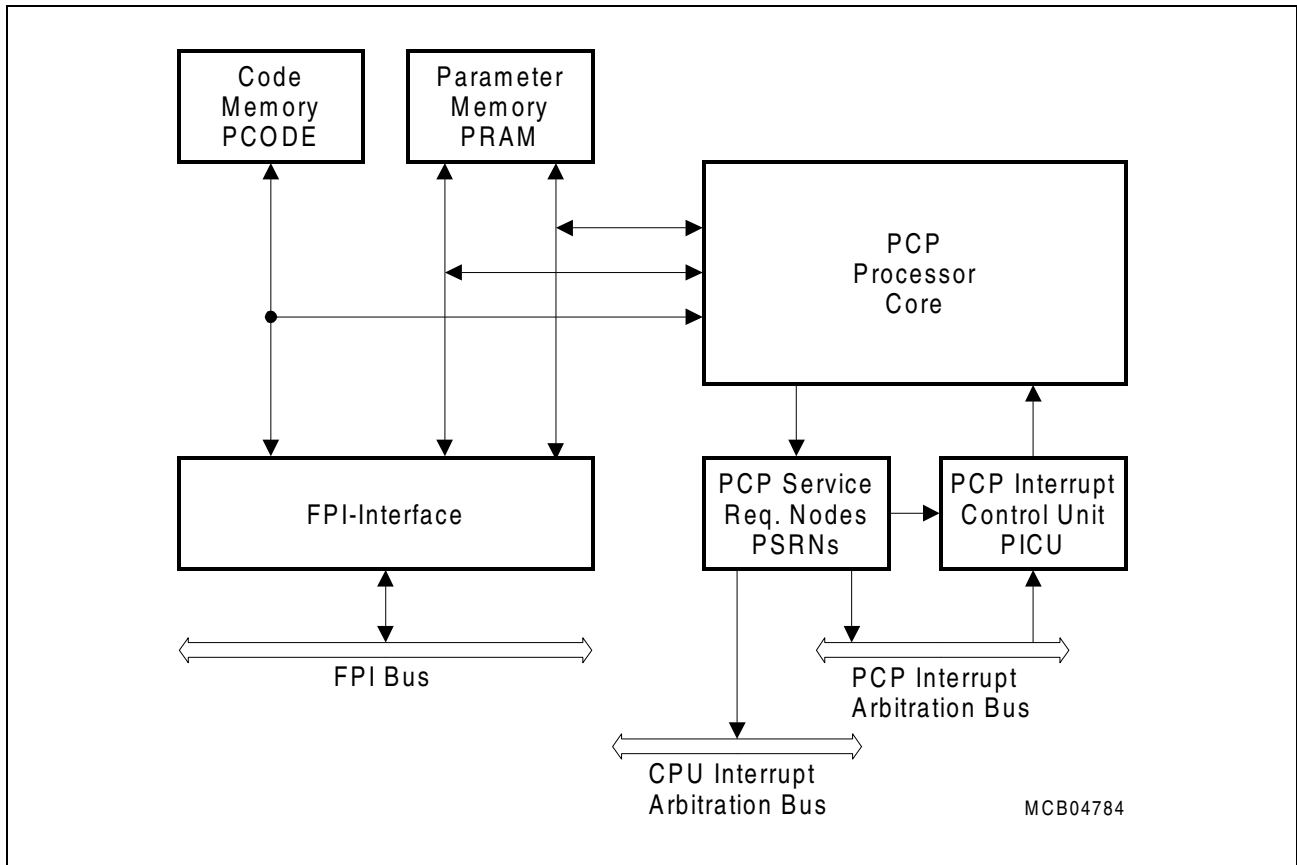 Code
Memory
PCODE
Parameter
Memory
PRAM
PCP
Processor
Core
FPI-Interface
PCP Service
Req. Nodes
PSRNs
PCP Interrupt
Control Unit
PICU
FPI Bus
PCP Interrupt
Arbitration Bus
CPU Interrupt
Arbitration Bus
MCB04784